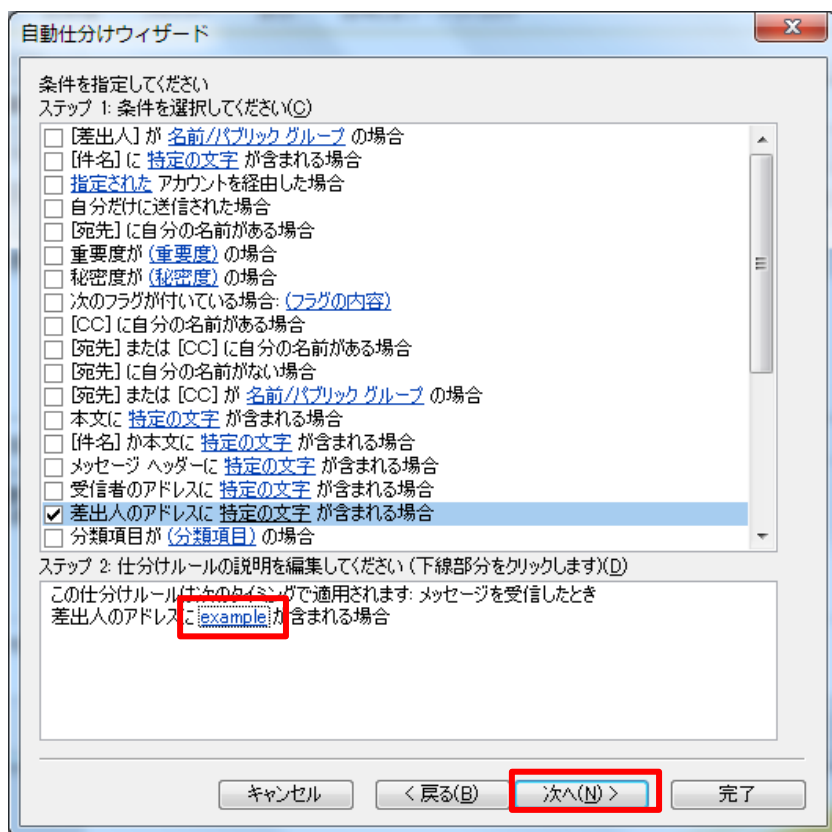 自動仕分けウィザード
条件を指定してください
ステップ 1: 条件を選択してください(C)
[差出人] が 名前/パブリック グループ の場合
[件名] に 特定の文字 が含まれる場合
指定された アカウントを経由した場合
自分だけに送信された場合
[宛先] に自分の名前がある場合
重要度が (重要度) の場合
秘密度が (秘密度) の場合
次のフラグが付いている場合: (フラグの内容)
[CC] に自分の名前がある場合
[宛先] または [CC] に自分の名前がある場合
[宛先] に自分の名前がない場合
[宛先] または [CC] が 名前/パブリック グループ の場合
本文に 特定の文字 が含まれる場合
[件名] か本文に 特定の文字 が含まれる場合
メッセージ ヘッダーに 特定の文字 が含まれる場合
受信者のアドレスに 特定の文字 が含まれる場合
差出人のアドレスに 特定の文字 が含まれる場合
分類項目が (分類項目) の場合
ステップ 2: 仕分けルールの説明を編集してください (下線部分をクリックします)(D)
この仕分けルールは次のタイミングで適用されます: メッセージを受信したとき
差出人のアドレスに example が含まれる場合
キャンセル < 戻る(B) 次へ(N) > 完了